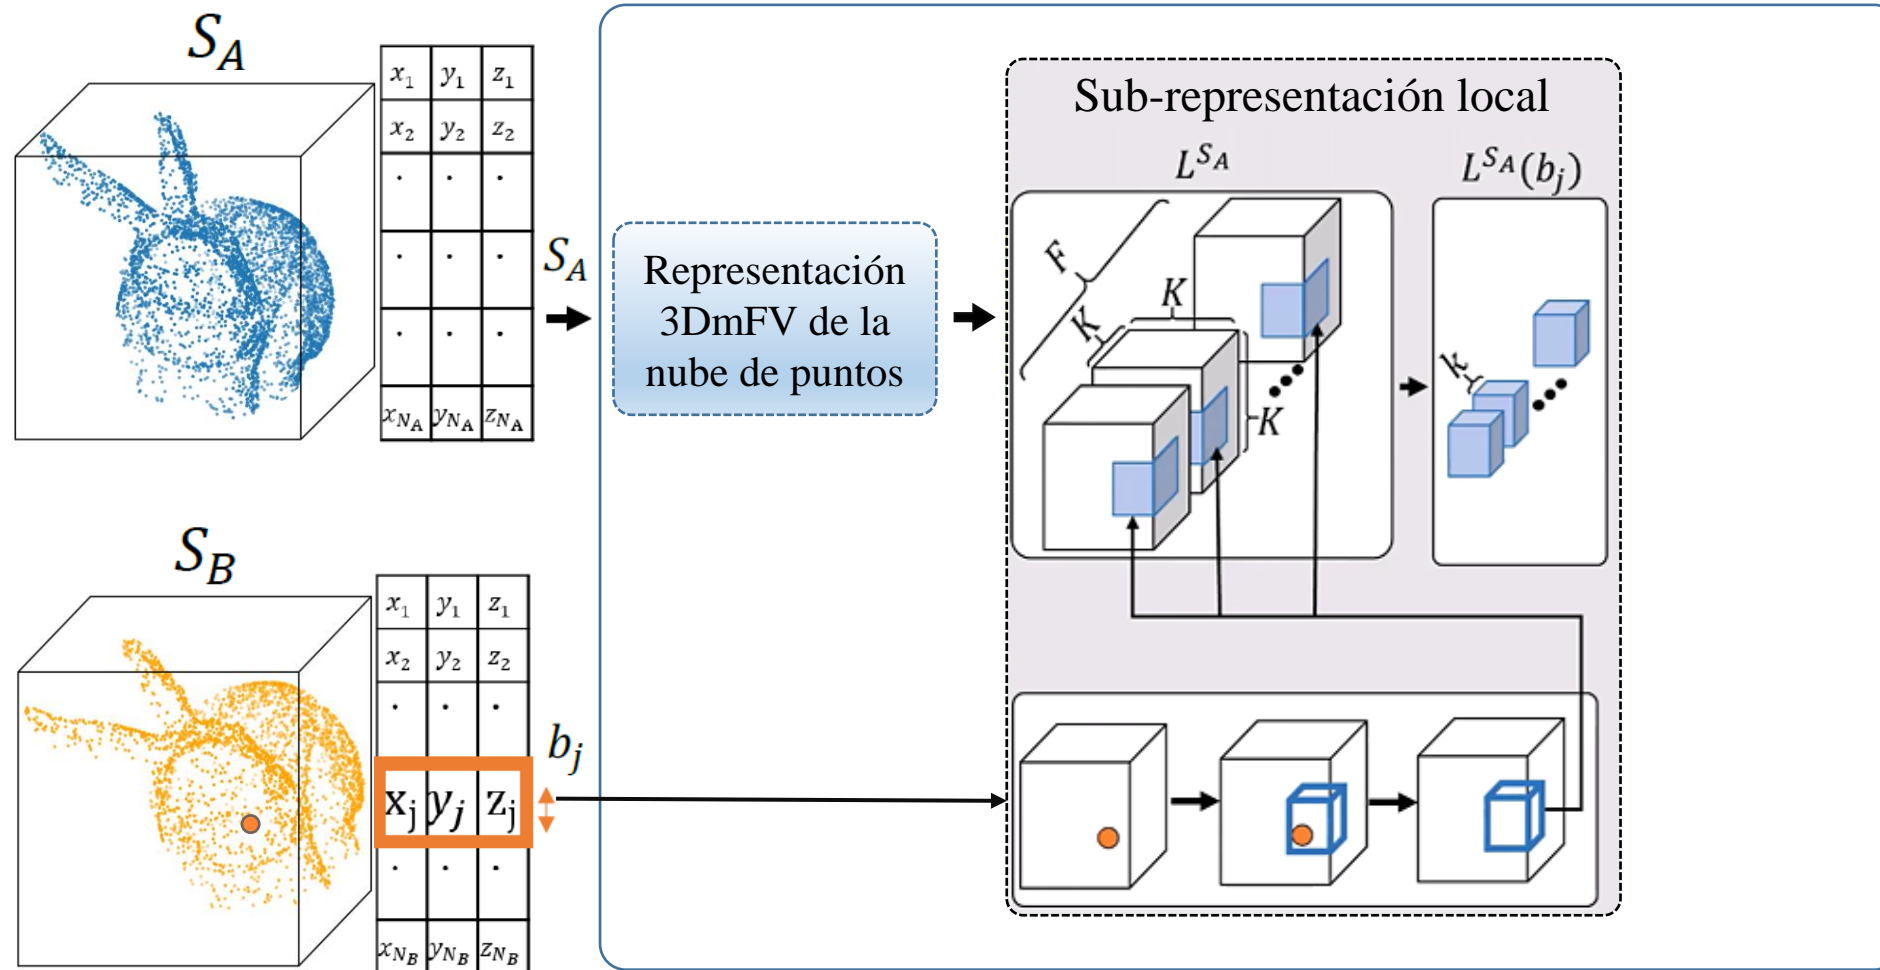 S_A
x_1 y_1 z_1
x_2 y_2 z_2
. . .
. . .
. . .
x_{N_A} y_{N_A} z_{N_A}
S_A
Representación
3DmFV de la
nube de puntos
Sub-representación local
L^{S_A}
L^{S_A}(b_j)
F
K
K
K
k
S_B
x_1 y_1 z_1
x_2 y_2 z_2
. . .
x_j y_j z_j
b_j
. . .
x_{N_B} y_{N_B} z_{N_B}